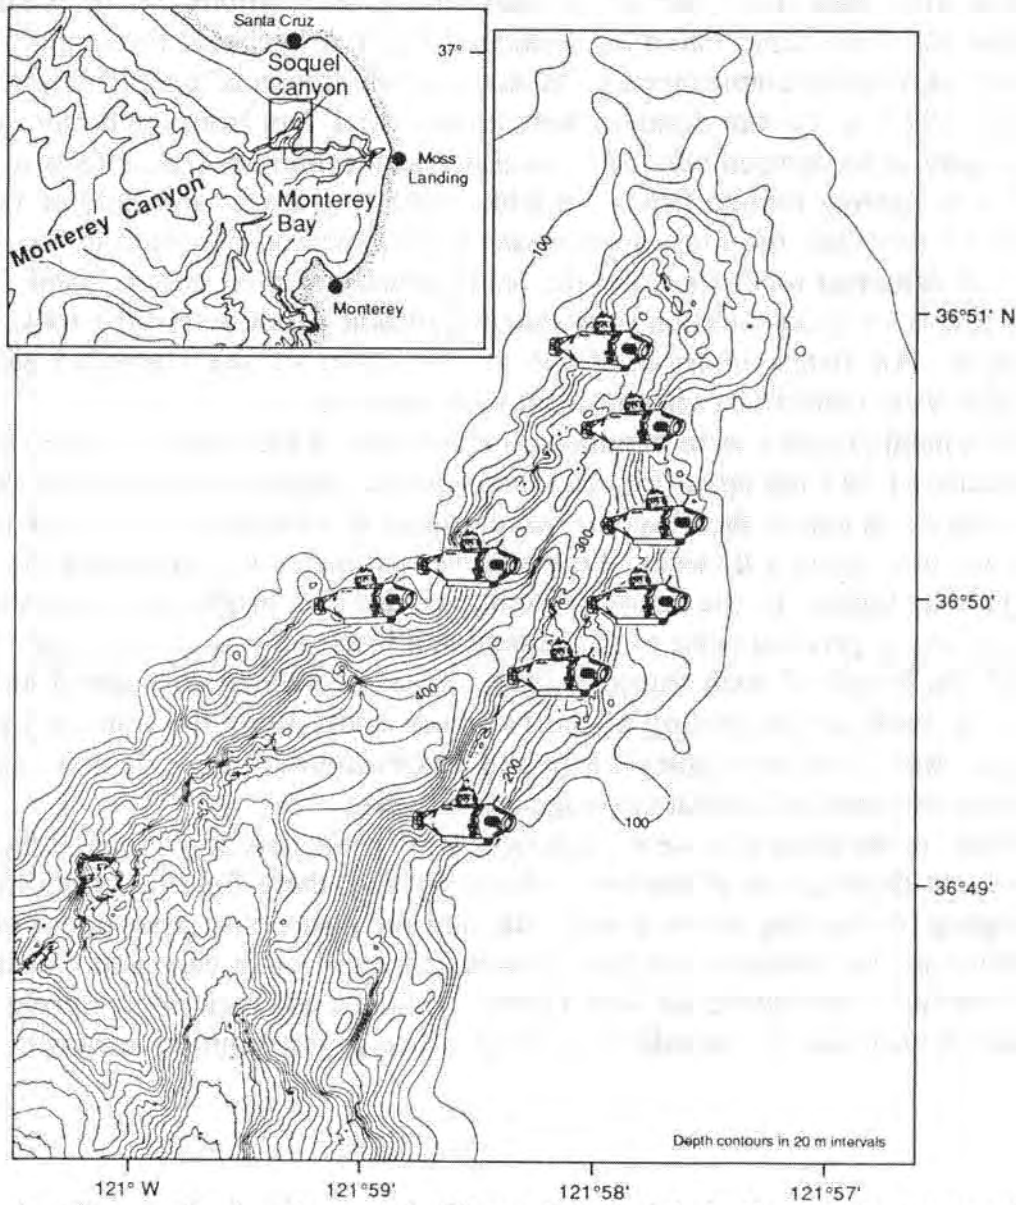 Santa Cruz
37°
Soquel
Canyon
Moss
Landing
Monterey Canyon
Monterey
Bay
Monterey
100
36°51' N
300
36°50'
400
200
100
36°49'
Depth contours in 20 m intervals
121° W
121°59'
121°58'
121°57'